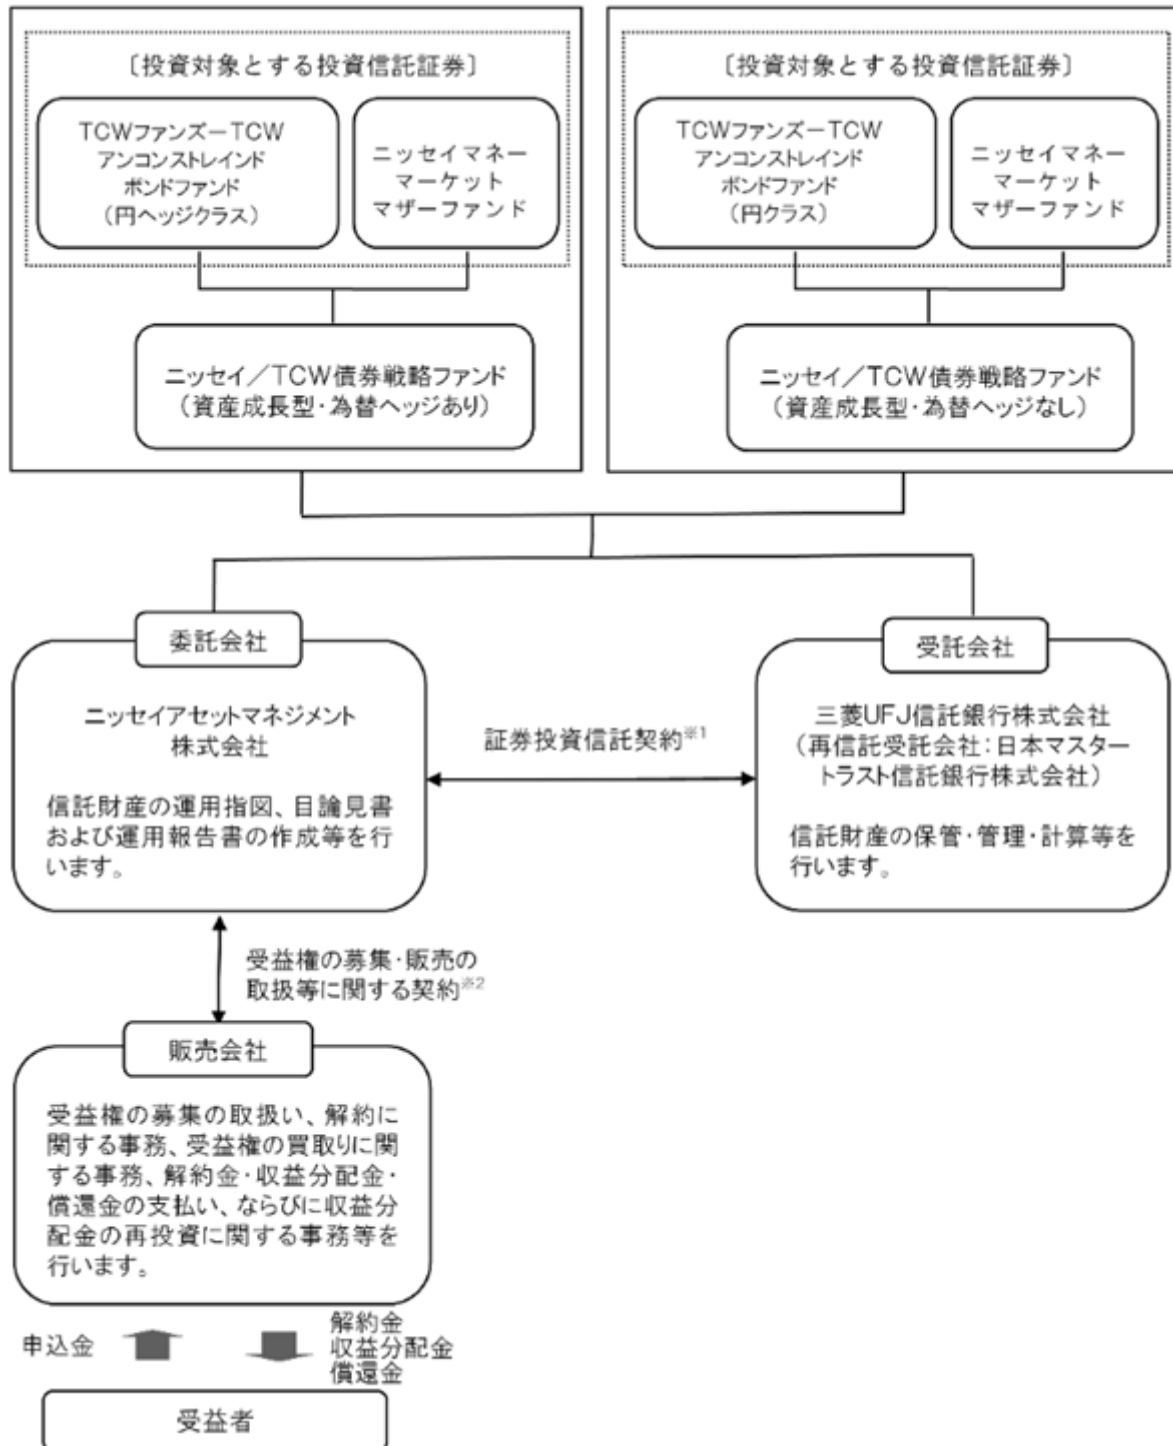 〔投資対象とする投資信託証券〕
TCWファンズ－TCW
アンコンストレインド
ボンドファンド
（円ヘッジクラス）
ニッセイマネー
マーケット
マザーファンド
ニッセイ／TCW債券戦略ファンド
（資産成長型・為替ヘッジあり）
〔投資対象とする投資信託証券〕
TCWファンズ－TCW
アンコンストレインド
ボンドファンド
（円クラス）
ニッセイマネー
マーケット
マザーファンド
ニッセイ／TCW債券戦略ファンド
（資産成長型・為替ヘッジなし）
委託会社
ニッセイアセットマネジメント
株式会社
信託財産の運用指図、目論見書
および運用報告書の作成等を行
います。
証券投資信託契約※1
受託会社
三菱UFJ信託銀行株式会社
（再信託受託会社：日本マスター
トラスト信託銀行株式会社）
信託財産の保管・管理・計算等を
行います。
受益権の募集・販売の
取扱等に関する契約※2
販売会社
受益権の募集の取扱い、解約に
関する事務、受益権の買取りに関
する事務、解約金・収益分配金・
償還金の支払い、ならびに収益分
配金の再投資に関する事務等を
行います。
申込金
解約金
収益分配金
償還金
受益者